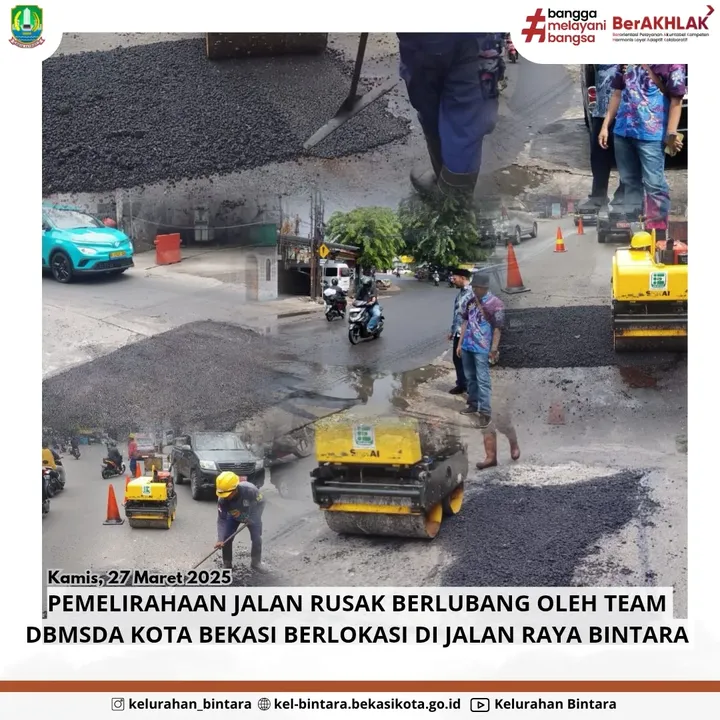 #bangga
melayani
bangsa
BerAKHLAK
Kamis, 27 Maret 2025
PEMELIRAHAAN JALAN RUSAK BERLUBANG OLEH TEAM
DBMSDA KOTA BEKASI BERLOKASI DI JALAN RAYA BINTARA
kelurahan_bintara kel-bintara.bekasikota.go.id Kelurahan Bintara